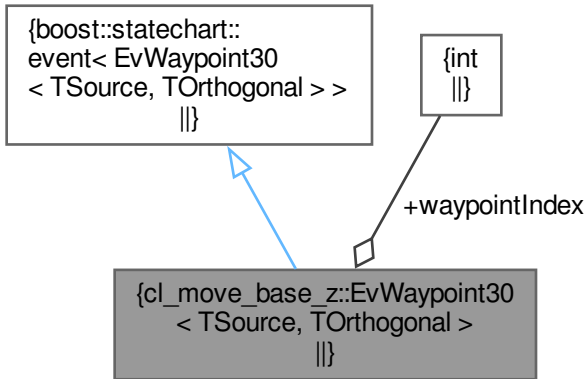 {boost::statechart::
event< EvWaypoint30
< TSource, TOrthogonal > >
||}
{int
||}
+waypointIndex
{cl_move_base_z::EvWaypoint30
< TSource, TOrthogonal >
||}